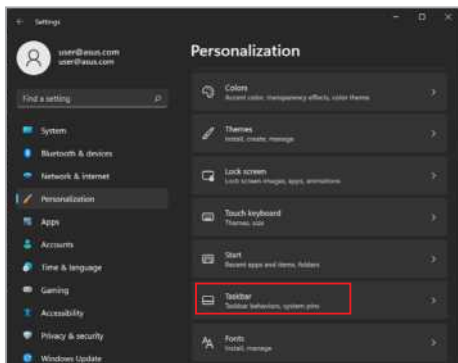 Settings
user@asus.com
user@asus.com
Find a setting
System
Bluetooth & devices
Network & internet
Personalization
Apps
Accounts
Time & language
Gaming
Accessibility
Privacy & security
Windows Update
Personalization
Colors
Accent color, transparency effects, color theme
Themes
Install, create, manage
Lock screen
Lock screen images, apps, animations
Touch keyboard
Themes, size
Start
Recent apps and items, folders
Taskbar
Taskbar behaviors, system pins
Fonts
Install, manage